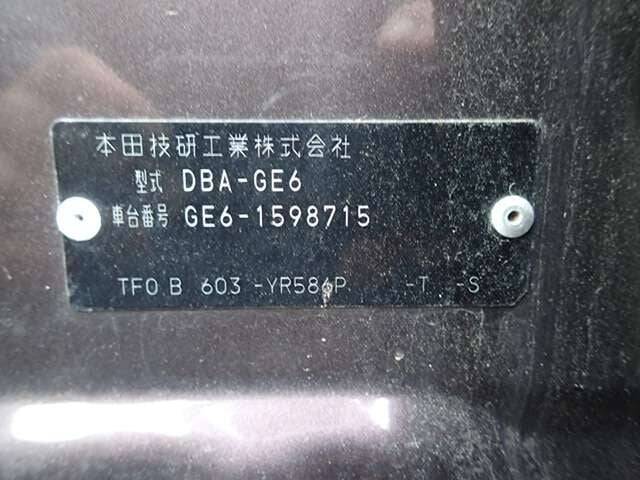 本田技研工業株式会社
型式 DBA-GE6
車台番号 GE6-1598715
TF0 B 603 -YR586P -T -S